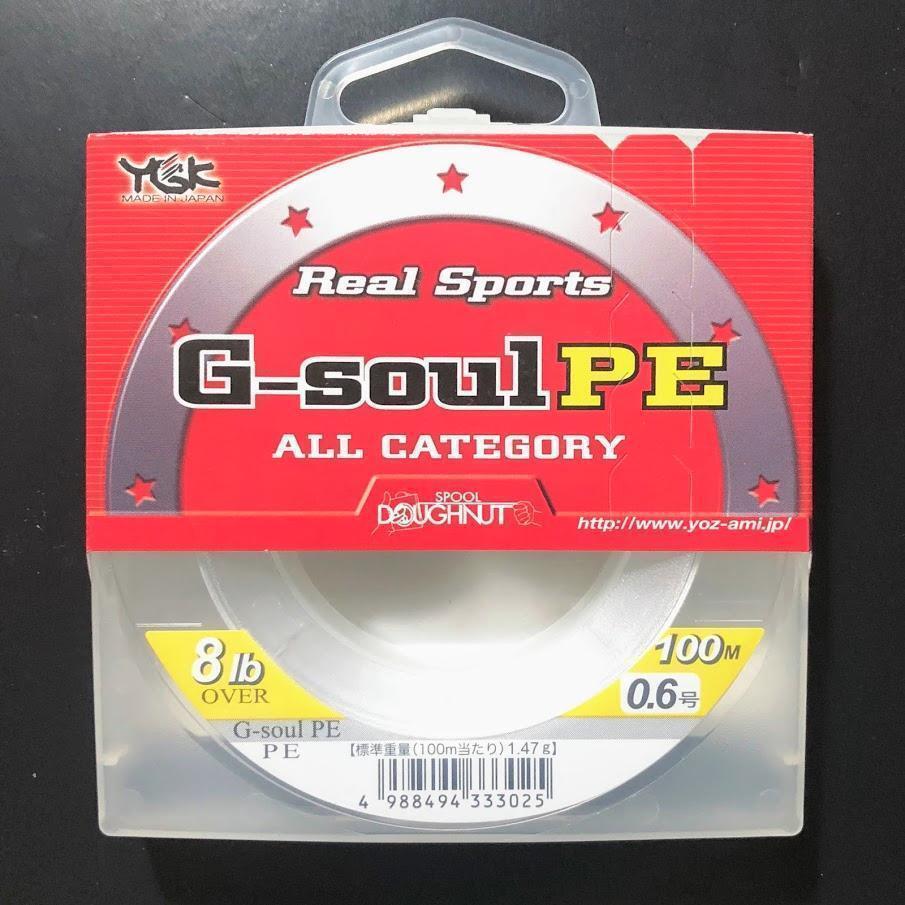 YGK
MADE IN JAPAN
Real Sports
G-soul PE
ALL CATEGORY
SPOOL
DOUGHNUT
http://www.yoz-ami.jp/
8 lb
OVER
100M
0.6号
G-soul PE
PE
【標準重量(100m当たり)1.47g】
4 988494 333025